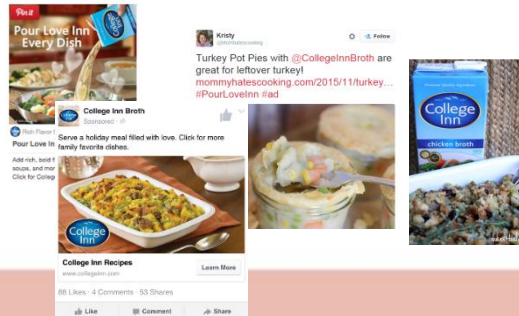 Pin it
Pour Love Inn
Every Dish
Rich Flavor
Pour Love In
Add rich, bold f
soups, and mor
Click for Colleg
College Inn Broth
Sponsored
Serve a holiday meal filled with love. Click for more
family favorite dishes.
College
Inn
College Inn Recipes
www.collegeinn.com
Learn More
88 Likes · 4 Comments · 53 Shares
Like
Comment
Share
Kristy
Follow
Turkey Pot Pies with @CollegeInnBroth are
great for leftover turkey!
mommyhatescooking.com/2015/11/turkey…
#PourLoveInn #ad
College
Inn
chicken broth